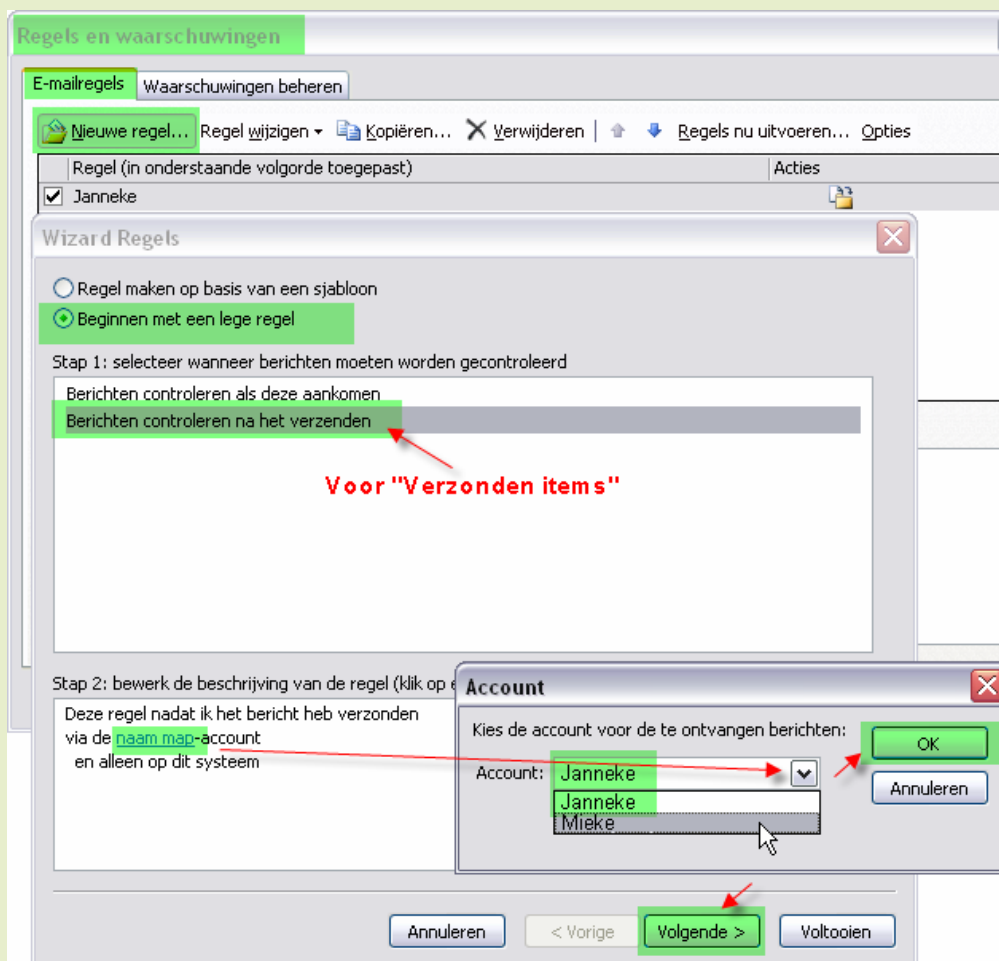 Regels en waarschuwingen
E-mailregels Waarschuwingen beheren
Nieuwe regel... Regel wijzigen Kopiëren... Verwijderen Regels nu uitvoeren... Opties
Regel (in onderstaande volgorde toegepast) Acties
Janneke
Wizard Regels
Regel maken op basis van een sjabloon
Beginnen met een lege regel
Stap 1: selecteer wanneer berichten moeten worden gecontroleerd
Berichten controleren als deze aankomen
Berichten controleren na het verzenden
Voor "Verzonden items"
Stap 2: bewerk de beschrijving van de regel (klik op
Deze regel nadat ik het bericht heb verzonden
via de naam map-account
en alleen op dit systeem
Account
Kies de account voor de te ontvangen berichten:
OK
Account: Janneke
Annuleren
Janneke
Mieke
Annuleren < Vorige Volgende > Voltooien